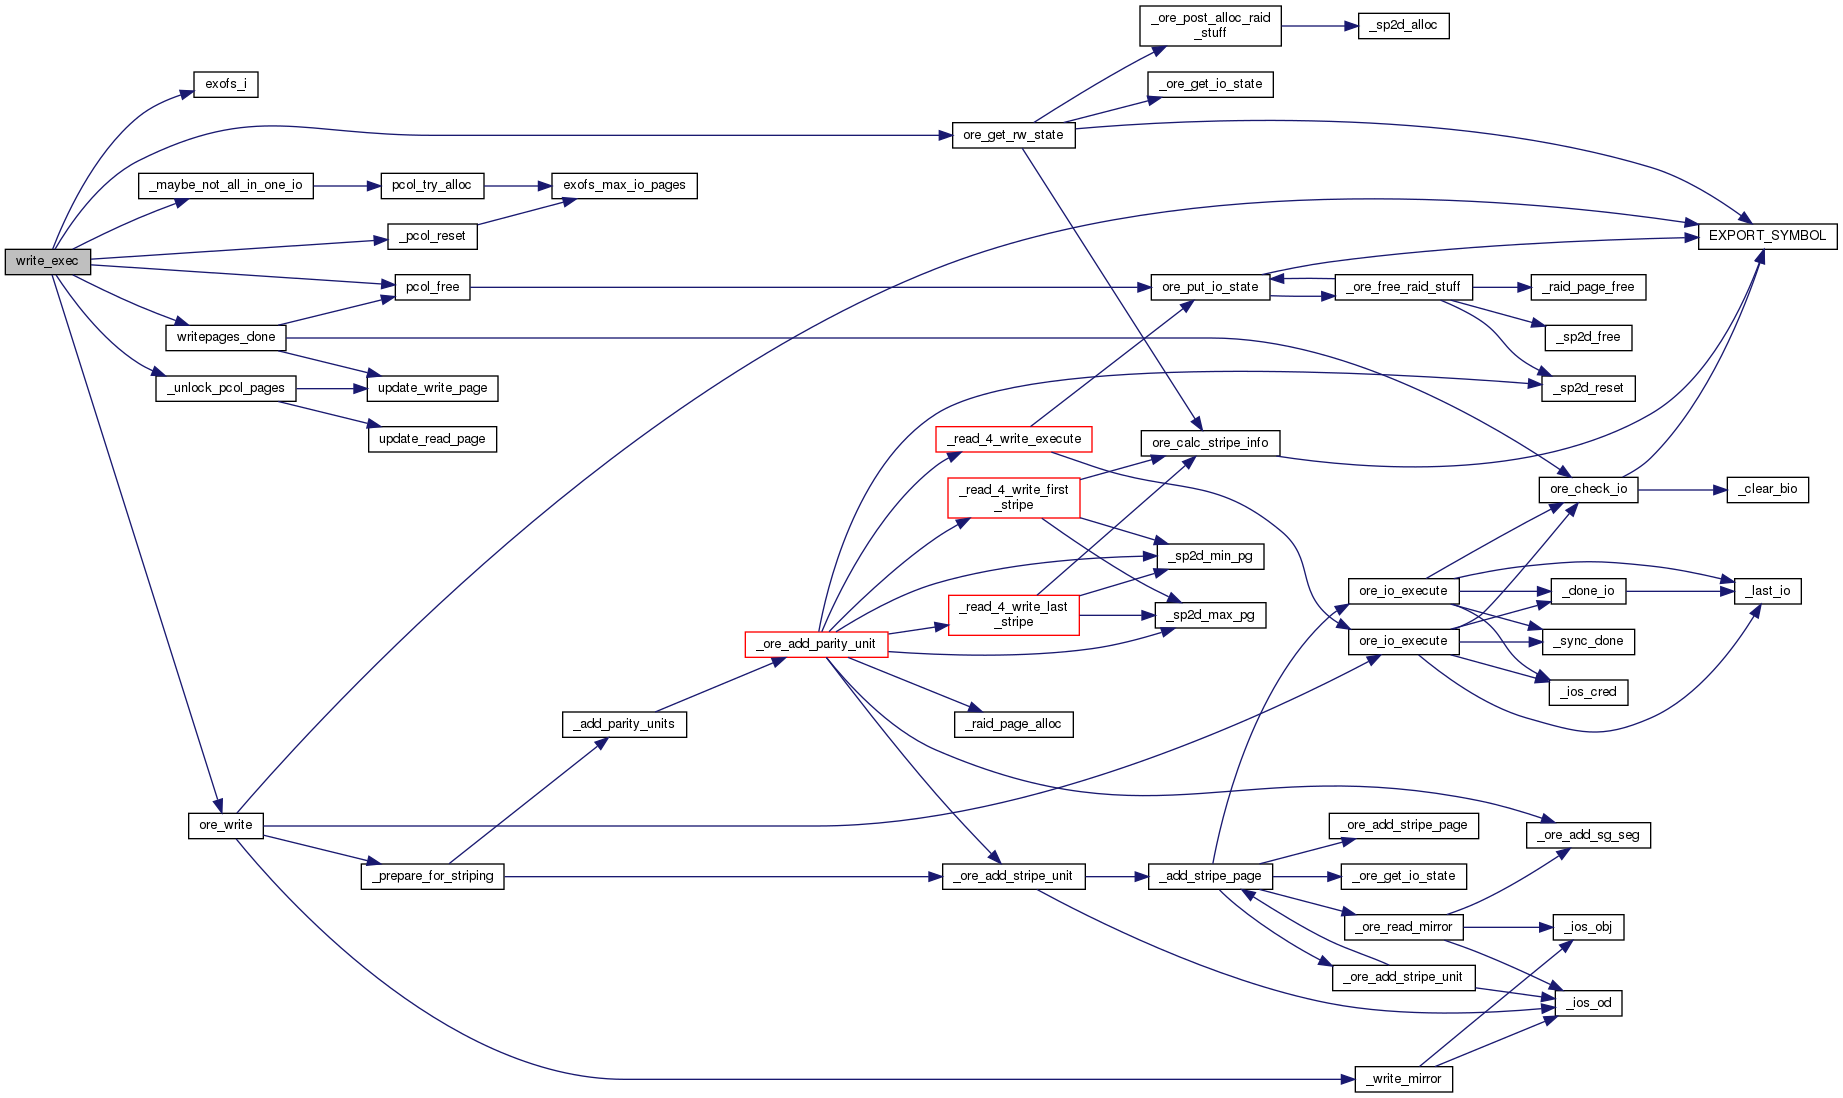 _ore_post_alloc_raid
_stuff
_sp2d_alloc
exofs_i
_ore_get_io_state
ore_get_rw_state
_maybe_not_all_in_one_io
pcol_try_alloc
exofs_max_io_pages
_pcol_reset
EXPORT_SYMBOL
write_exec
pcol_free
ore_put_io_state
_ore_free_raid_stuff
_raid_page_free
writepages_done
_sp2d_free
_unlock_pcol_pages
update_write_page
_sp2d_reset
update_read_page
_read_4_write_execute
ore_calc_stripe_info
_read_4_write_first
_stripe
ore_check_io
_clear_bio
_sp2d_min_pg
ore_io_execute
_done_io
_last_io
_read_4_write_last
_stripe
_sp2d_max_pg
_ore_add_parity_unit
ore_io_execute
_sync_done
_ios_cred
_add_parity_units
_raid_page_alloc
ore_write
_ore_add_stripe_page
_ore_add_sg_seg
_prepare_for_striping
_ore_add_stripe_unit
_add_stripe_page
_ore_get_io_state
_ore_read_mirror
_ios_obj
_ore_add_stripe_unit
_ios_od
_write_mirror